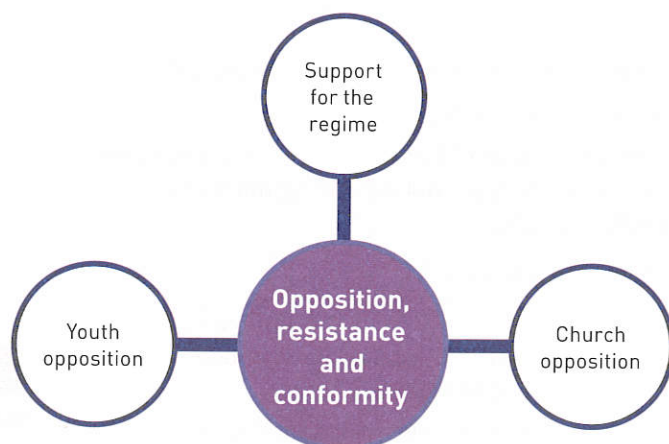 Support
for the
regime
Opposition,
resistance
and
conformity
Youth
opposition
Church
opposition